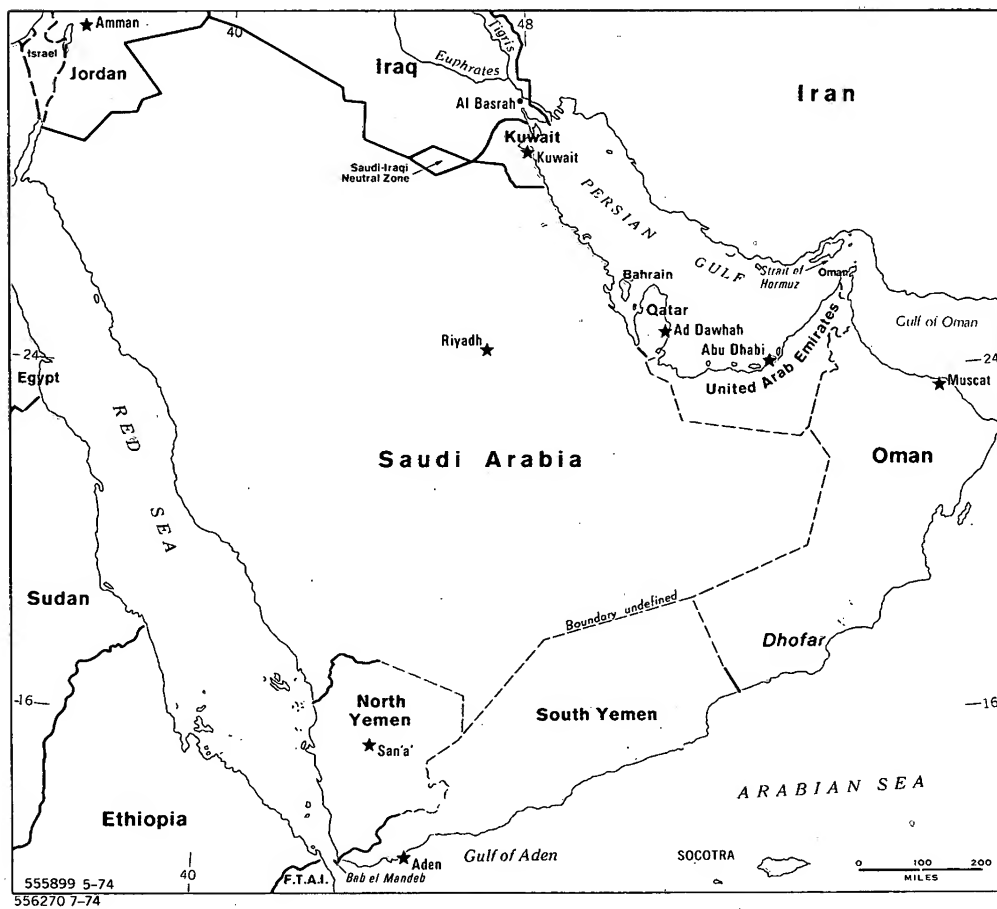 Amman
40
48
Israel
Jordan
Iraq
Euphrates
Tigris
Iran
Al Basrah
Kuwait
Kuwait
Saudi-Iraqi
Neutral Zone
PERSIAN
GULF
Strait of
Hormuz
Oman
Bahrain
Qatar
Ad Dawhah
Gulf of Oman
Riyadh
Abu Dhabi
United Arab Emirates
24
24
Egypt
Muscat
RED
SEA
Saudi Arabia
Oman
Sudan
Boundary undefined
Dhofar
16
16
North
Yemen
San'a'
South Yemen
ARABIAN SEA
Ethiopia
Gulf of Aden
SOCOTRA
Aden
0 100 200
MILES
F.T.A.I.
Bab el Mandeb
40
555899 5-74
556270 7-74